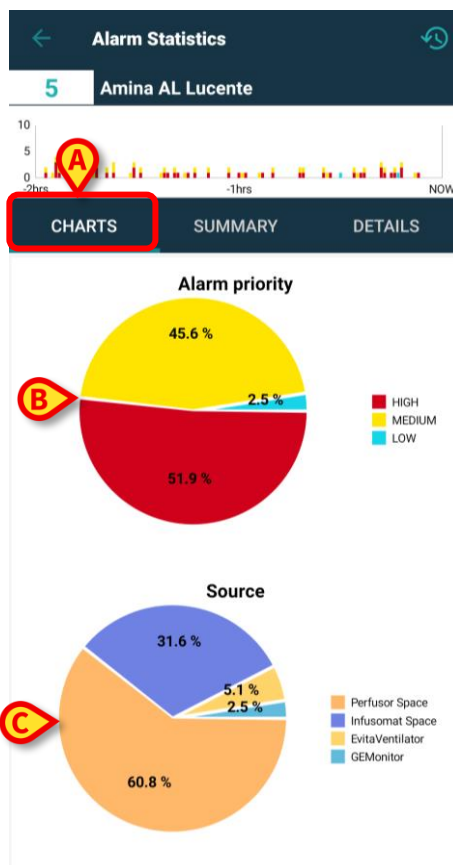 Alarm Statistics
5 Amina AL Lucente
10
5
0
-2hrs -1hrs NOW
A
CHARTS SUMMARY DETAILS
Alarm priority
45.6 %
2.5 %
51.9 %
B
HIGH
MEDIUM
LOW
Source
31.6 %
5.1 %
2.5 %
60.8 %
C
Perfusor Space
Infusomat Space
EvitaVentilator
GEMonitor